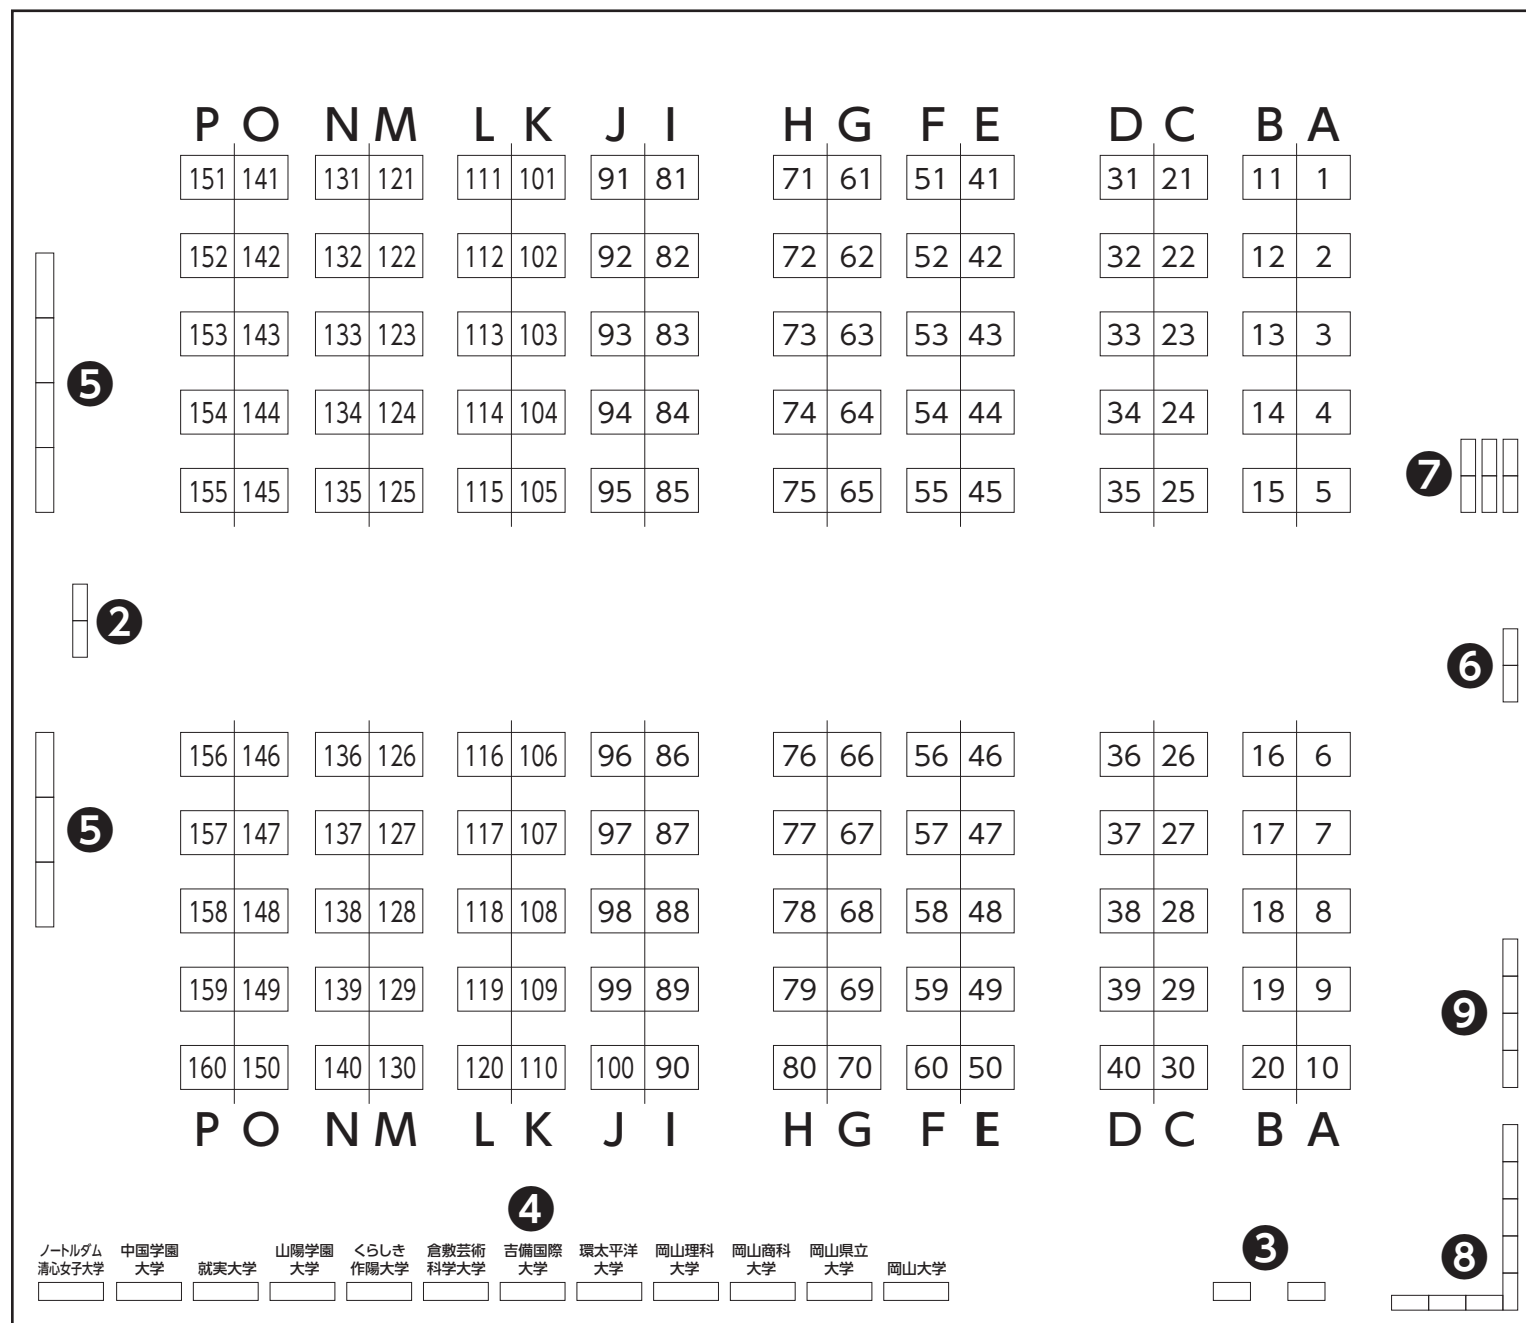 P O N M L K J I H G F E D C B A
151 141 131 121 111 101 91 81 71 61 51 41 31 21 11 1
152 142 132 122 112 102 92 82 72 62 52 42 32 22 12 2
153 143 133 123 113 103 93 83 73 63 53 43 33 23 13 3
❺
154 144 134 124 114 104 94 84 74 64 54 44 34 24 14 4
❼
155 145 135 125 115 105 95 85 75 65 55 45 35 25 15 5
❷
❻
156 146 136 126 116 106 96 86 76 66 56 46 36 26 16 6
❺
157 147 137 127 117 107 97 87 77 67 57 47 37 27 17 7
158 148 138 128 118 108 98 88 78 68 58 48 38 28 18 8
159 149 139 129 119 109 99 89 79 69 59 49 39 29 19 9
❾
160 150 140 130 120 110 100 90 80 70 60 50 40 30 20 10
P O N M L K J I H G F E D C B A
❹
ノートルダム
清心女子大学
中国学園
大学
就実大学
山陽学園
大学
くらしき
作陽大学
倉敷芸術
科学大学
吉備国際
大学
環太平洋
大学
岡山理科
大学
岡山商科
大学
岡山県立
大学
岡山大学
❸
❽